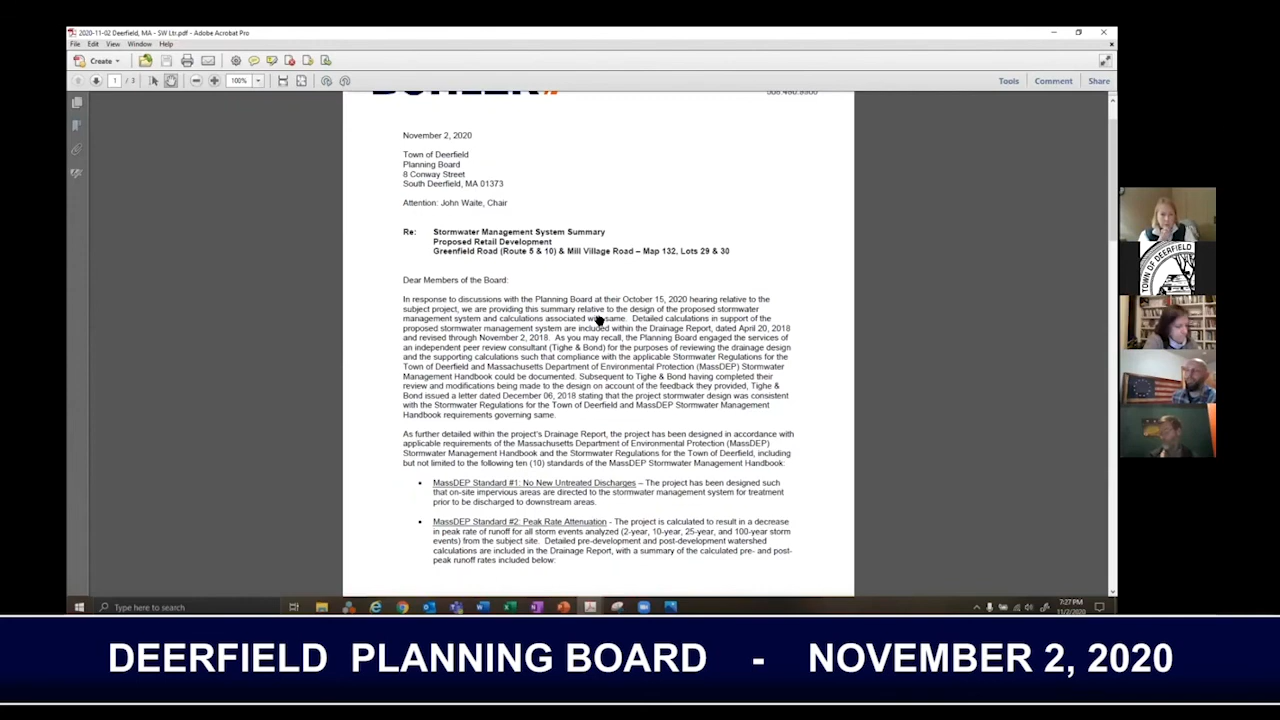 2020-11-02 Deerfield, MA - SW Ltr.pdf - Adobe Acrobat Pro
File Edit View Window Help
Create
1 / 3 100% Tools Comment Share
November 2, 2020
Town of Deerfield
Planning Board
8 Conway Street
South Deerfield, MA 01373
Attention: John Waite, Chair
Re: Stormwater Management System Summary
Proposed Retail Development
Greenfield Road (Route 5 & 10) & Mill Village Road – Map 132, Lots 29 & 30
Dear Members of the Board:
In response to discussions with the Planning Board at their October 15, 2020 hearing relative to the
subject project, we are providing this summary relative to the design of the proposed stormwater
management system and calculations associated same. Detailed calculations in support of the
proposed stormwater management system are included within the Drainage Report, dated April 20, 2018
and revised through November 2, 2018. As you may recall, the Planning Board engaged the services of
an independent peer review consultant (Tighe & Bond) for the purposes of reviewing the drainage design
and the supporting calculations such that compliance with the applicable Stormwater Regulations for the
Town of Deerfield and Massachusetts Department of Environmental Protection (MassDEP) Stormwater
Management Handbook could be documented. Subsequent to Tighe & Bond having completed their
review and modifications being made to the design on account of the feedback they provided, Tighe &
Bond issued a letter dated December 06, 2018 stating that the project stormwater design was consistent
with the Stormwater Regulations for the Town of Deerfield and MassDEP Stormwater Management
Handbook requirements governing same.
As further detailed within the project's Drainage Report, the project has been designed in accordance with
applicable requirements of the Massachusetts Department of Environmental Protection (MassDEP)
Stormwater Management Handbook and the Stormwater Regulations for the Town of Deerfield, including
but not limited to the following ten (10) standards of the MassDEP Stormwater Management Handbook:
• MassDEP Standard #1: No New Untreated Discharges – The project has been designed such
that on-site impervious areas are directed to the stormwater management system for treatment
prior to be discharged to downstream areas.
• MassDEP Standard #2: Peak Rate Attenuation - The project is calculated to result in a decrease
in peak rate of runoff for all storm events analyzed (2-year, 10-year, 25-year, and 100-year storm
events) from the subject site. Detailed pre-development and post-development watershed
calculations are included in the Drainage Report, with a summary of the calculated pre- and post-
peak runoff rates included below:
TOWN OF DEERFIELD
Type here to search
7:27 PM
11/2/2020
DEERFIELD PLANNING BOARD - NOVEMBER 2, 2020